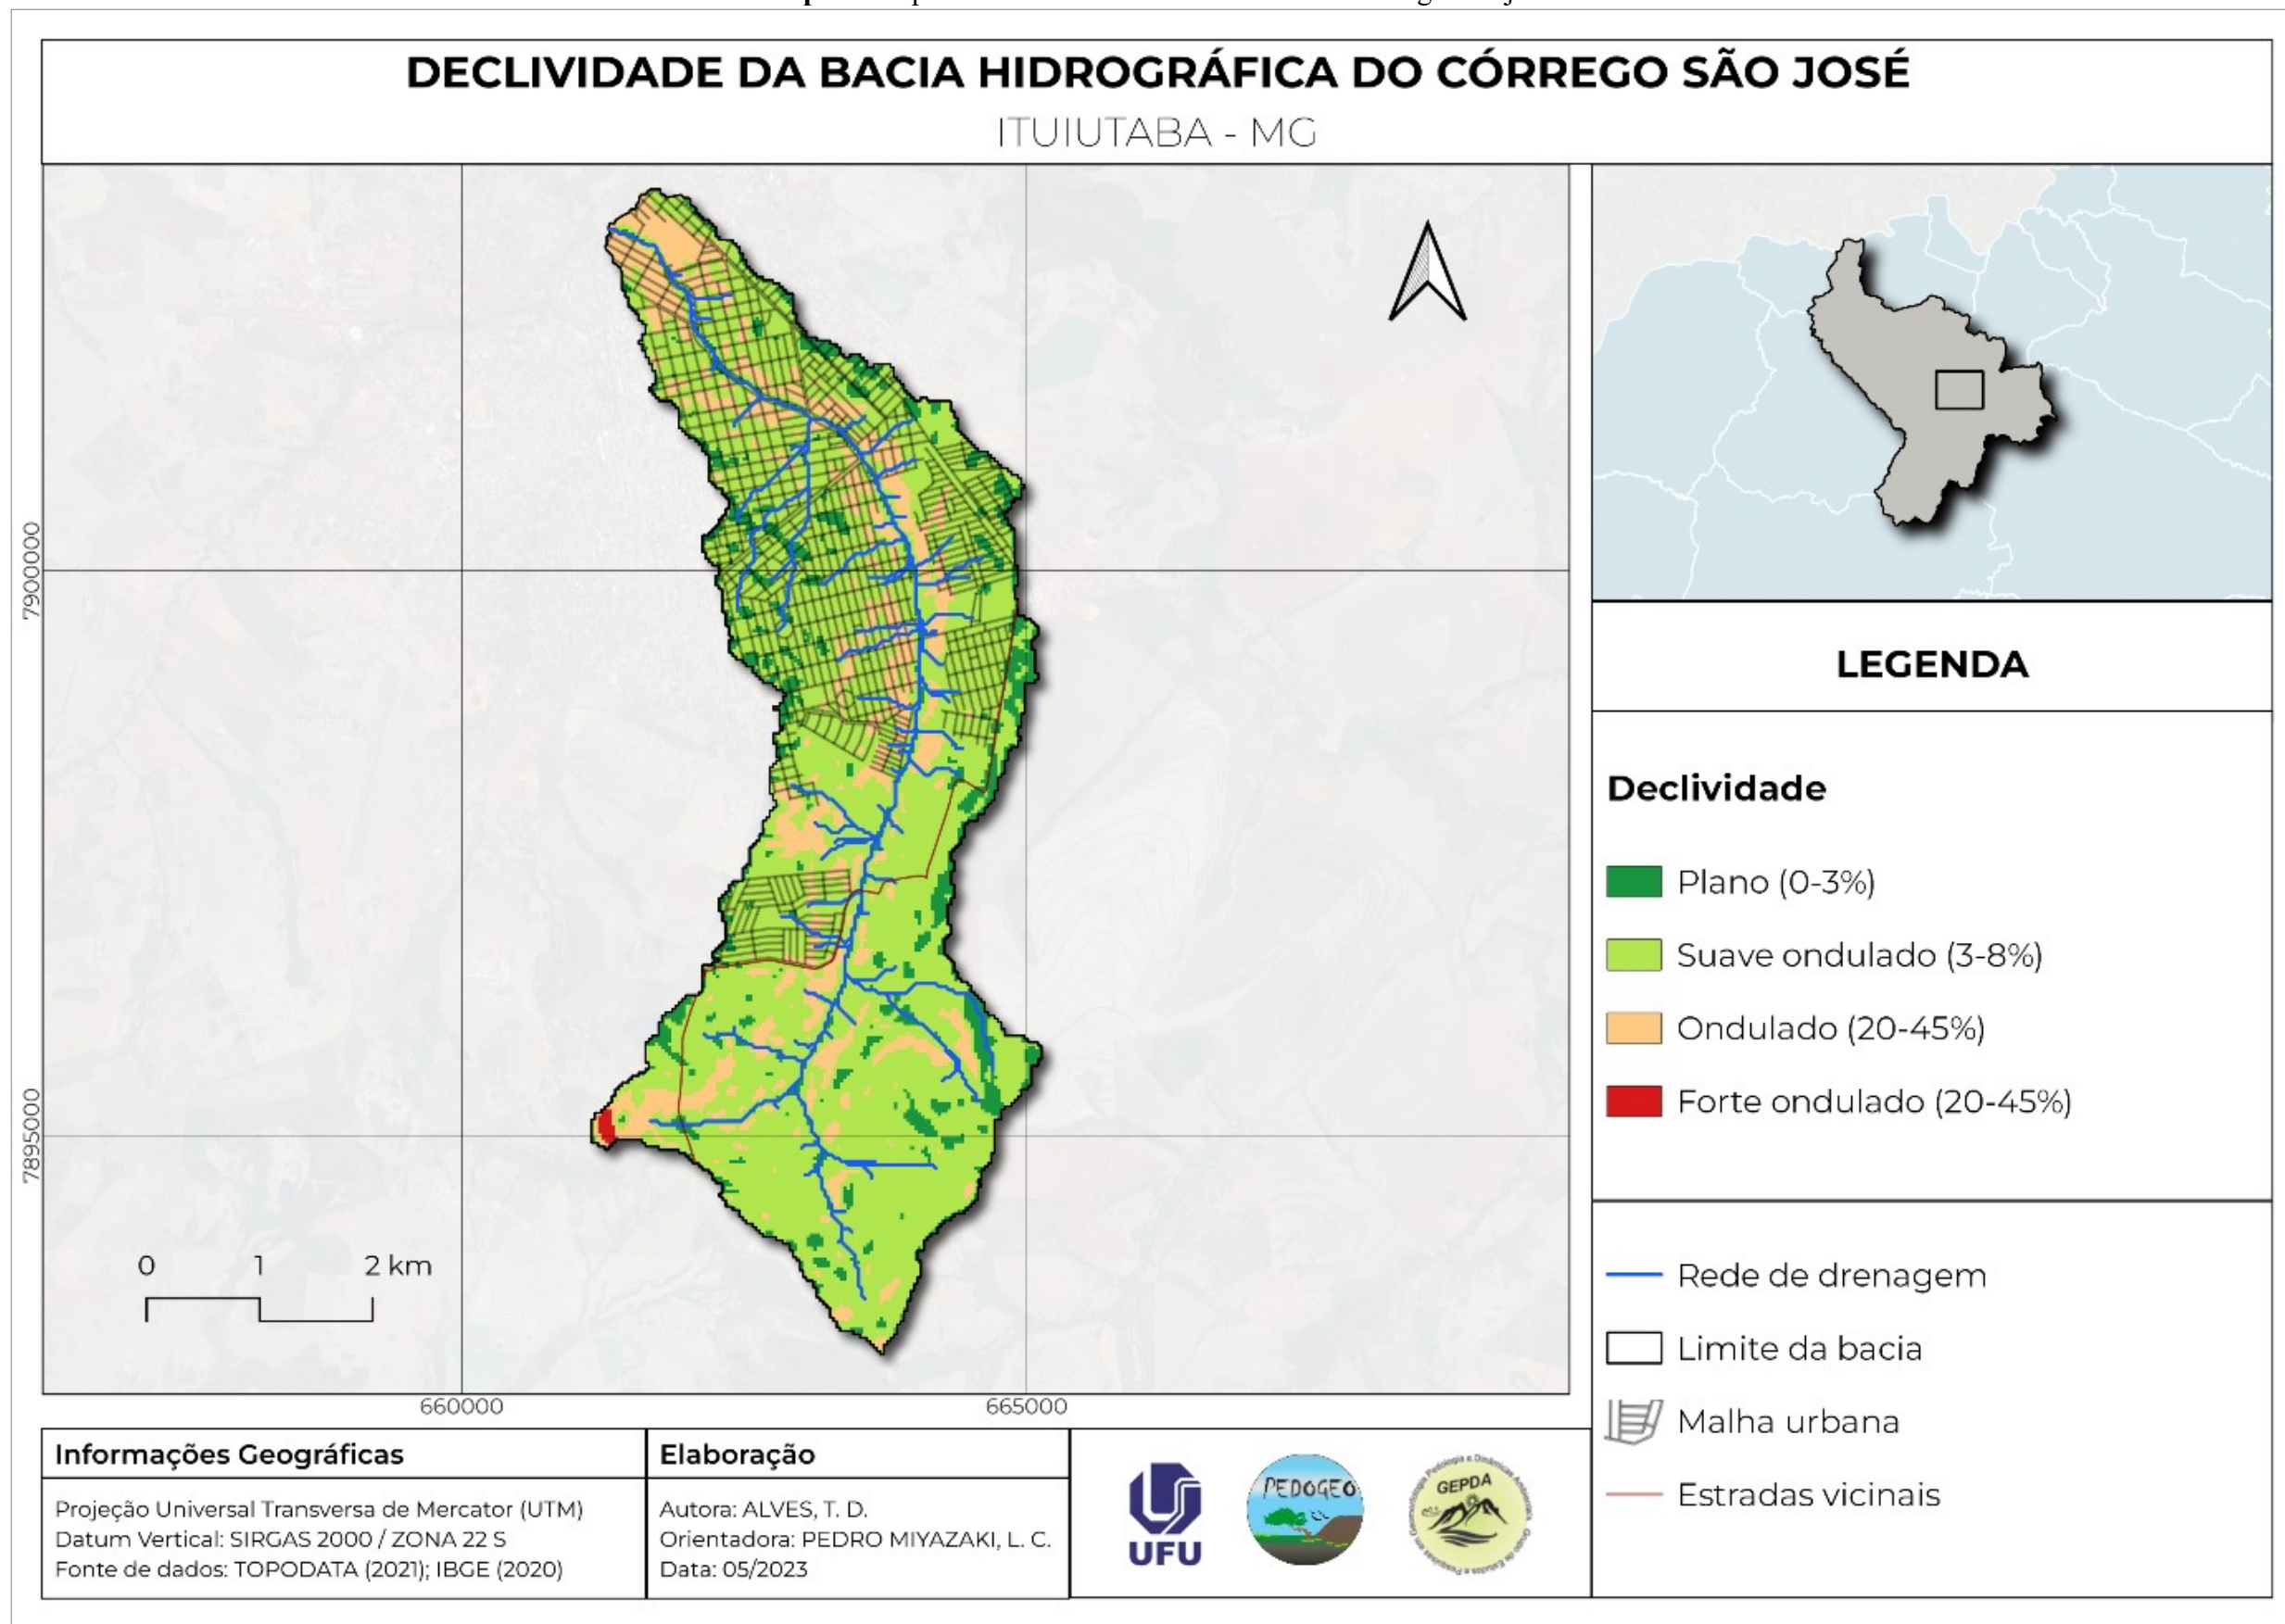 DECLIVIDADE DA BACIA HIDROGRÁFICA DO CÓRREGO SÃO JOSÉ
ITUIUTABA - MG
7900000
7895000
0 1 2 km
660000 665000
LEGENDA
Declividade
Plano (0-3%)
Suave ondulado (3-8%)
Ondulado (20-45%)
Forte ondulado (20-45%)
Rede de drenagem
Limite da bacia
Malha urbana
Estradas vicinais
Informações Geográficas
Projeção Universal Transversa de Mercator (UTM)
Datum Vertical: SIRGAS 2000 / ZONA 22 S
Fonte de dados: TOPODATA (2021); IBGE (2020)
Elaboração
Autora: ALVES, T. D.
Orientadora: PEDRO MIYAZAKI, L. C.
Data: 05/2023
UFU
PEDOGEO
GEPDA